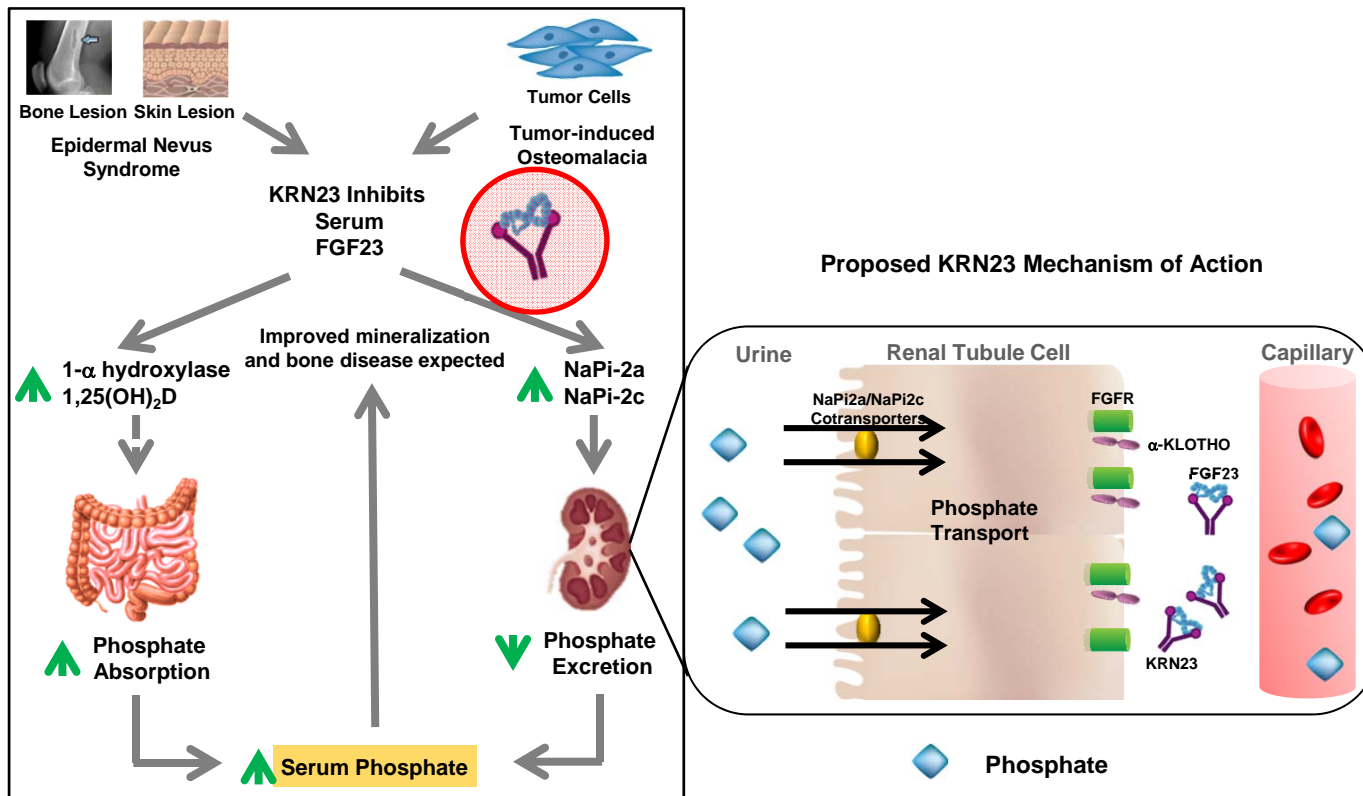 Bone Lesion
Skin Lesion
Epidermal Nevus
Syndrome
Tumor Cells
Tumor-induced
Osteomalacia
KRN23 Inhibits
Serum
FGF23
Improved mineralization
and bone disease expected
1-α hydroxylase
1,25(OH)₂D
NaPi-2a
NaPi-2c
Phosphate
Absorption
Phosphate
Excretion
Serum Phosphate
Proposed KRN23 Mechanism of Action
Urine
Renal Tubule Cell
Capillary
NaPi2a/NaPi2c
Cotransporters
FGFR
α-KLOTHO
FGF23
Phosphate
Transport
KRN23
Phosphate